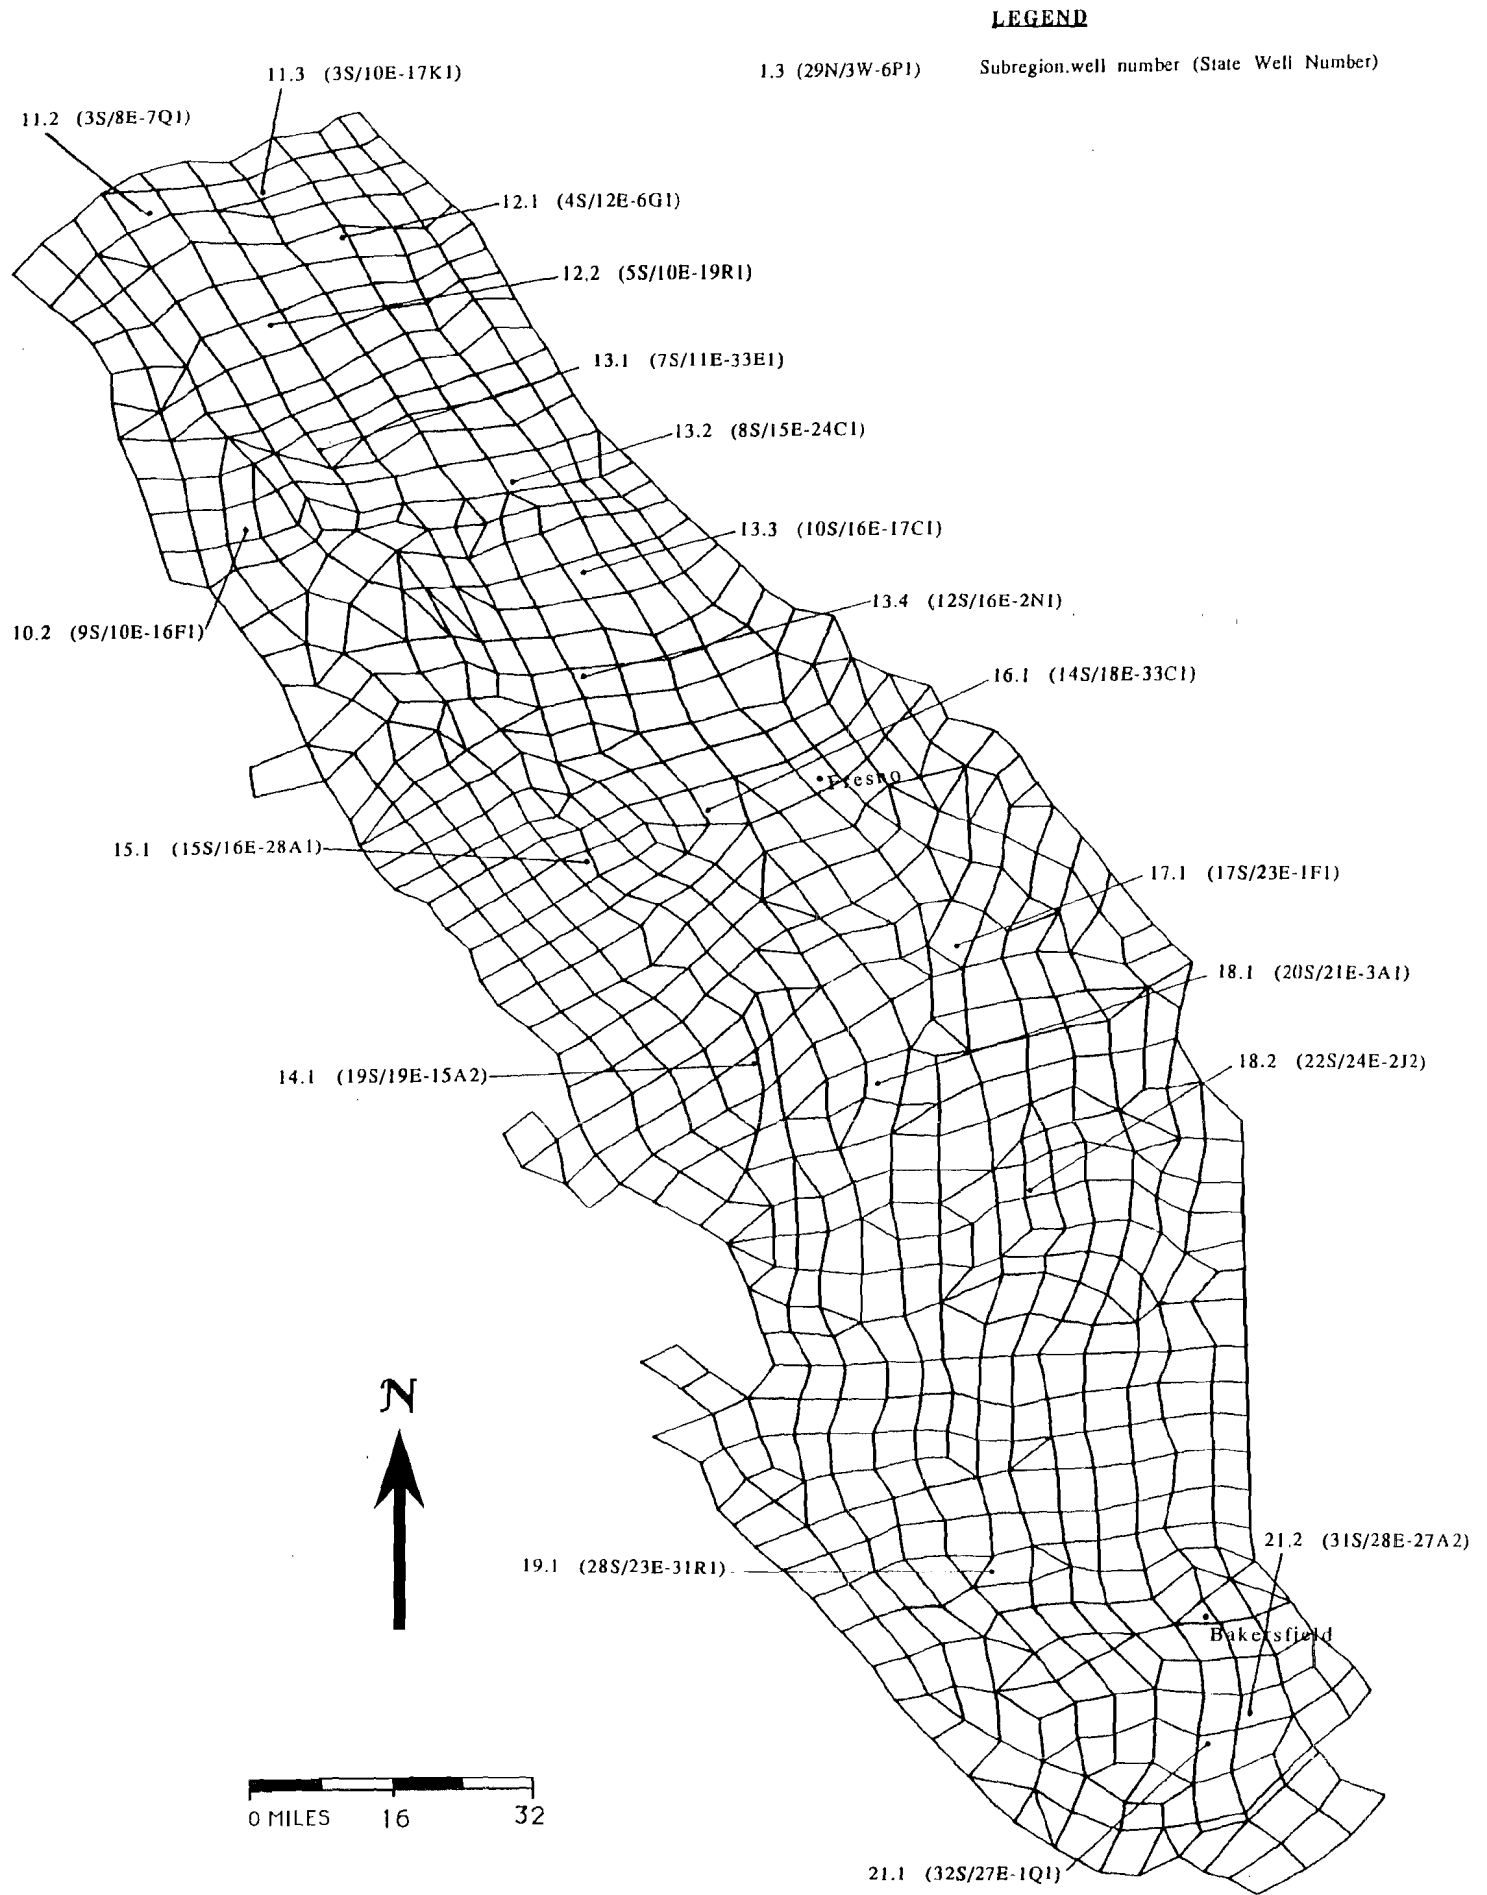 LEGEND
1.3 (29N/3W-6P1) Subregion.well number (State Well Number)
11.3 (3S/10E-17K1)
11.2 (3S/8E-7Q1)
12.1 (4S/12E-6G1)
12.2 (5S/10E-19R1)
13.1 (7S/11E-33E1)
13.2 (8S/15E-24C1)
13.3 (10S/16E-17C1)
13.4 (12S/16E-2N1)
10.2 (9S/10E-16F1)
16.1 (14S/18E-33C1)
Fresno
15.1 (15S/16E-28A1)
17.1 (17S/23E-1F1)
18.1 (20S/21E-3A1)
18.2 (22S/24E-2J2)
14.1 (19S/19E-15A2)
N
21.2 (31S/28E-27A2)
19.1 (28S/23E-31R1)
Bakersfield
0 MILES 16 32
21.1 (32S/27E-1Q1)